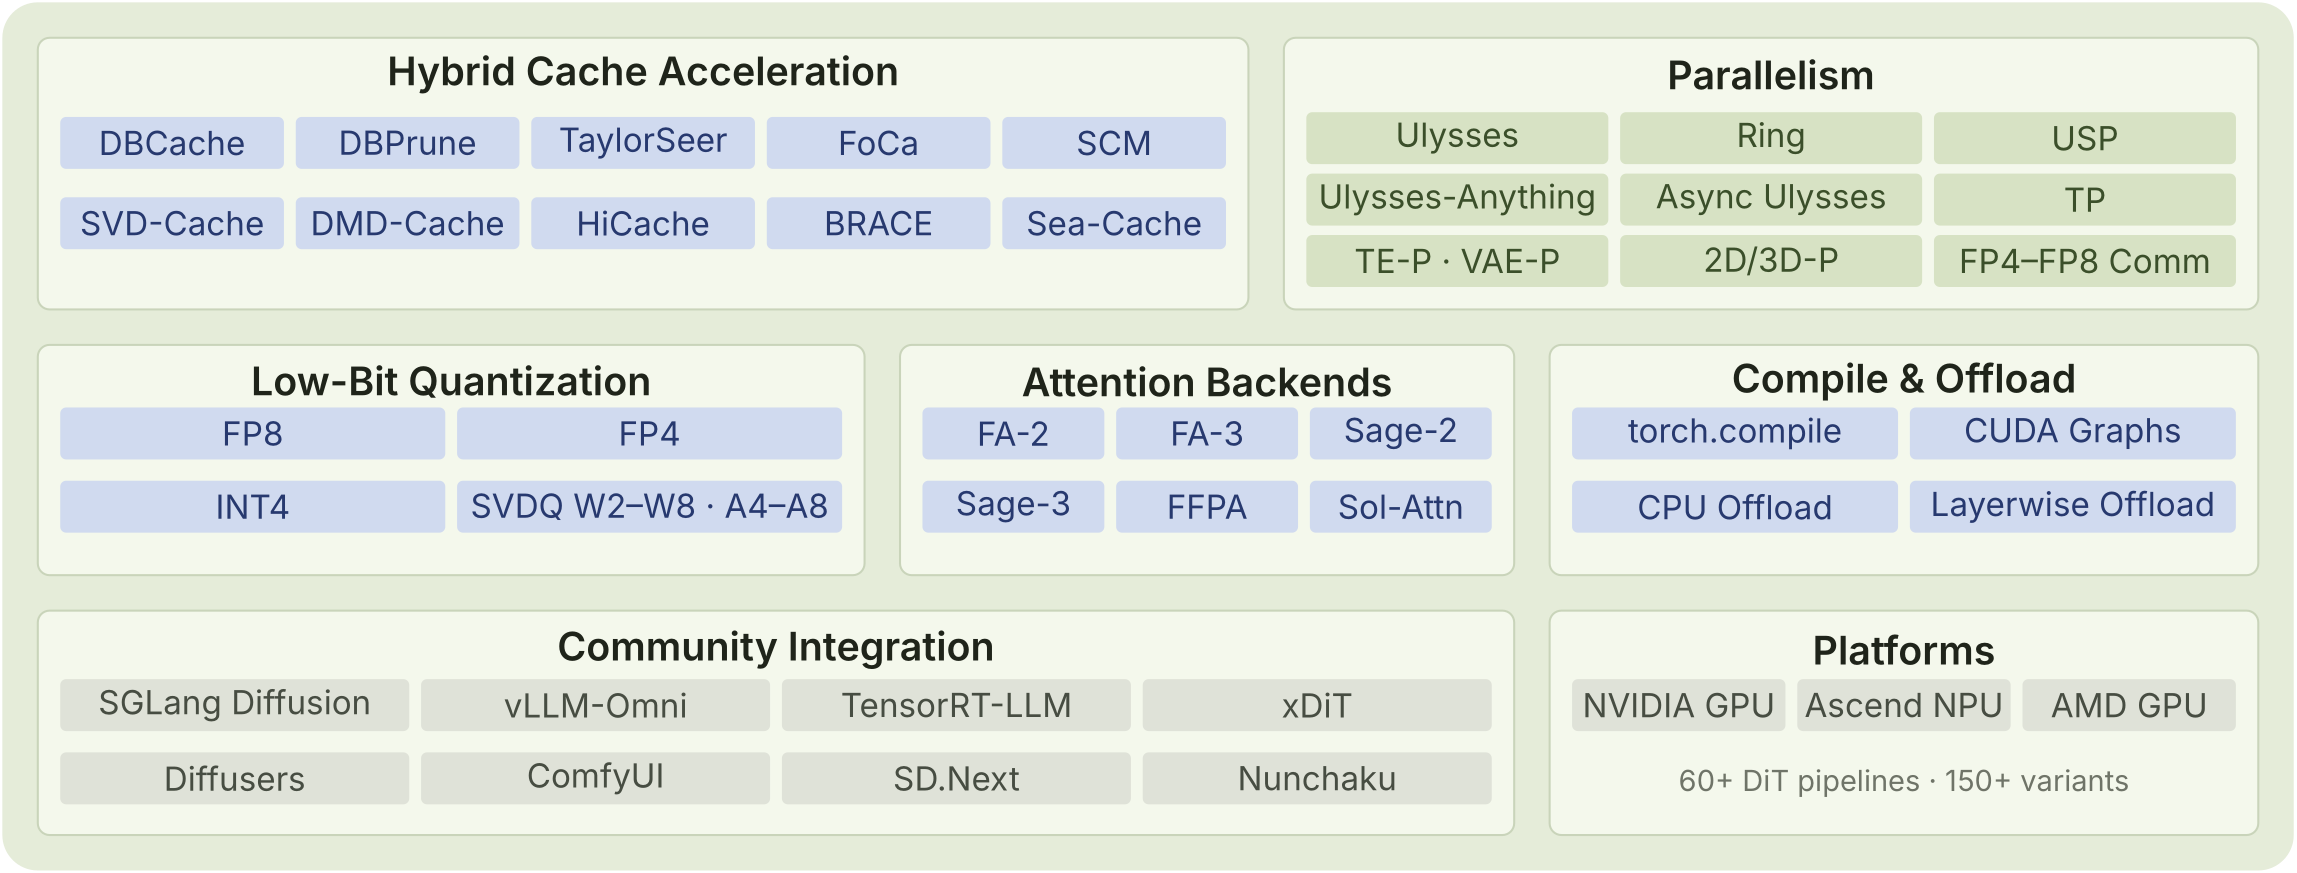 Hybrid Cache Acceleration
DBCache
DBPrune
TaylorSeer
FoCa
SCM
SVD-Cache
DMD-Cache
HiCache
BRACE
Sea-Cache
Parallelism
Ulysses
Ring
USP
Ulysses-Anything
Async Ulysses
TP
TE-P · VAE-P
2D/3D-P
FP4–FP8 Comm
Low-Bit Quantization
FP8
FP4
INT4
SVDQ W2–W8 · A4–A8
Attention Backends
FA-2
FA-3
Sage-2
Sage-3
FFPA
Sol-Attn
Compile & Offload
torch.compile
CUDA Graphs
CPU Offload
Layerwise Offload
Community Integration
SGLang Diffusion
vLLM-Omni
TensorRT-LLM
xDiT
Diffusers
ComfyUI
SD.Next
Nunchaku
Platforms
NVIDIA GPU
Ascend NPU
AMD GPU
60+ DiT pipelines · 150+ variants